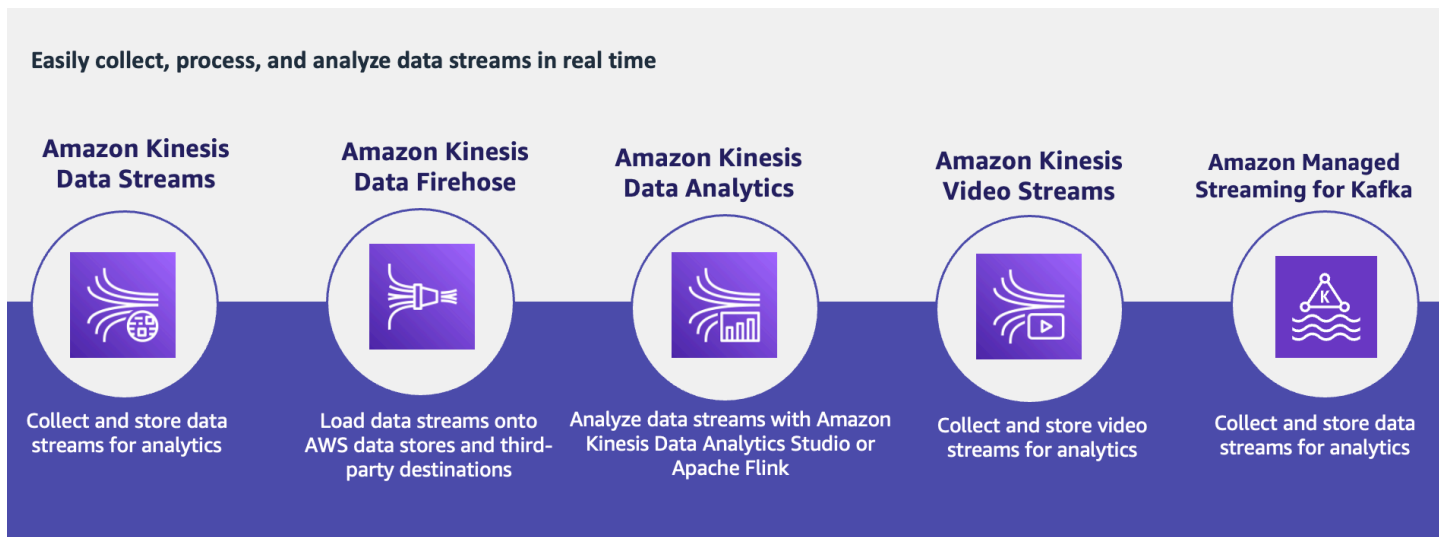 Easily collect, process, and analyze data streams in real time
Amazon Kinesis
Data Streams
Amazon Kinesis
Data Firehose
Amazon Kinesis
Data Analytics
Amazon Kinesis
Video Streams
Amazon Managed
Streaming for Kafka
K
Collect and store data
streams for analytics
Load data streams onto
AWS data stores and third-
party destinations
Analyze data streams with Amazon
Kinesis Data Analytics Studio or
Apache Flink
Collect and store video
streams for analytics
Collect and store data
streams for analytics